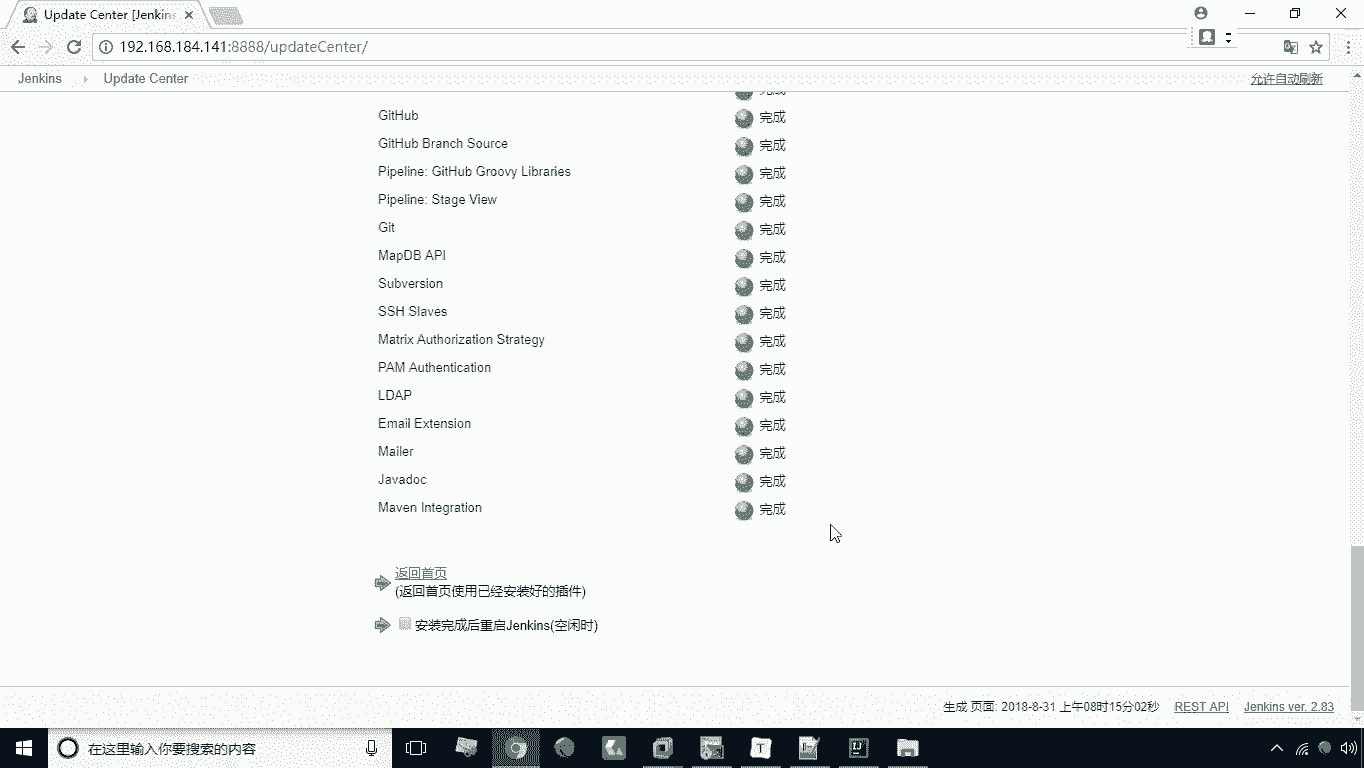 Update Center [Jenkins
192.168.184.141:8888/updateCenter/
Jenkins Update Center 允许自动刷新
完成
GitHub 完成
GitHub Branch Source 完成
Pipeline: GitHub Groovy Libraries 完成
Pipeline: Stage View 完成
Git 完成
MapDB API 完成
Subversion 完成
SSH Slaves 完成
Matrix Authorization Strategy 完成
PAM Authentication 完成
LDAP 完成
Email Extension 完成
Mailer 完成
Javadoc 完成
Maven Integration 完成
返回首页
(返回首页使用已经安装好的插件)
安装完成后重启Jenkins(空闲时)
生成 页面: 2018-8-31 上午08时15分02秒 REST API Jenkins ver. 2.83
在这里输入你要搜索的内容